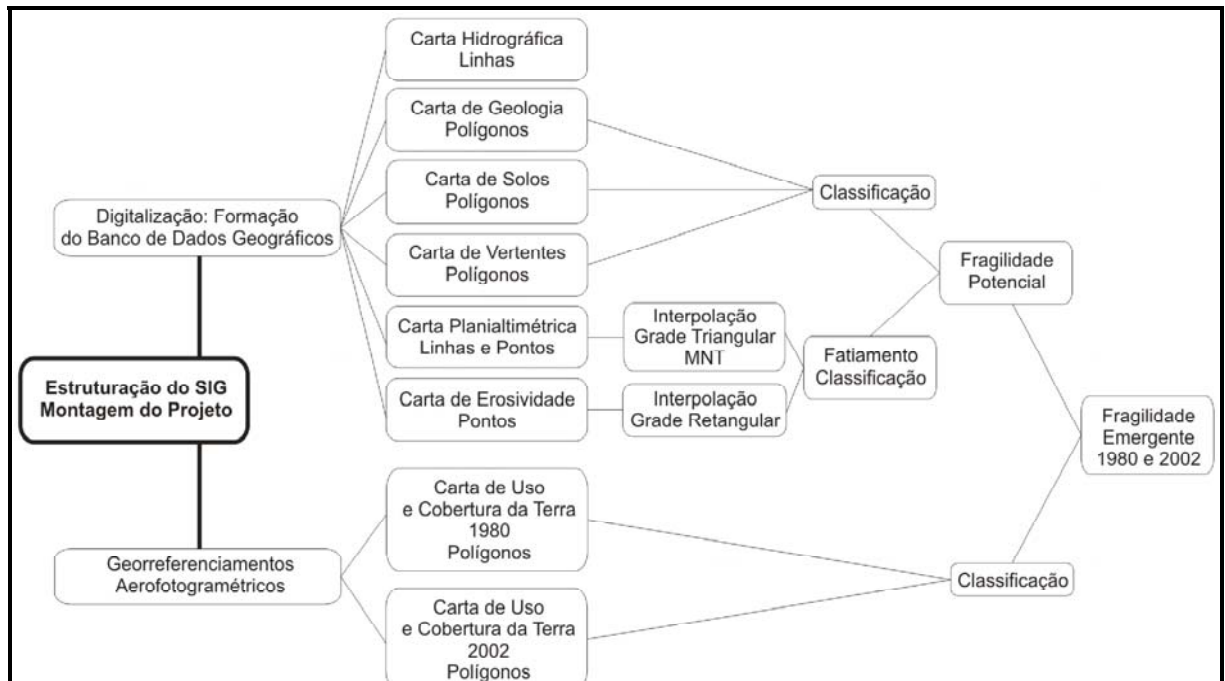 Carta Hidrográfica
Linhas
Carta de Geologia
Polígonos
Carta de Solos
Polígonos
Classificação
Digitalização: Formação
do Banco de Dados Geográficos
Carta de Vertentes
Polígonos
Fragilidade
Potencial
Carta Planialtimétrica
Linhas e Pontos
Interpolação
Grade Triangular
MNT
Fatiamento
Classificação
Estruturação do SIG
Montagem do Projeto
Carta de Erosividade
Pontos
Interpolação
Grade Retangular
Fragilidade
Emergente
1980 e 2002
Carta de Uso
e Cobertura da Terra
1980
Polígonos
Georreferenciamentos
Aerofotogramétricos
Classificação
Carta de Uso
e Cobertura da Terra
2002
Polígonos